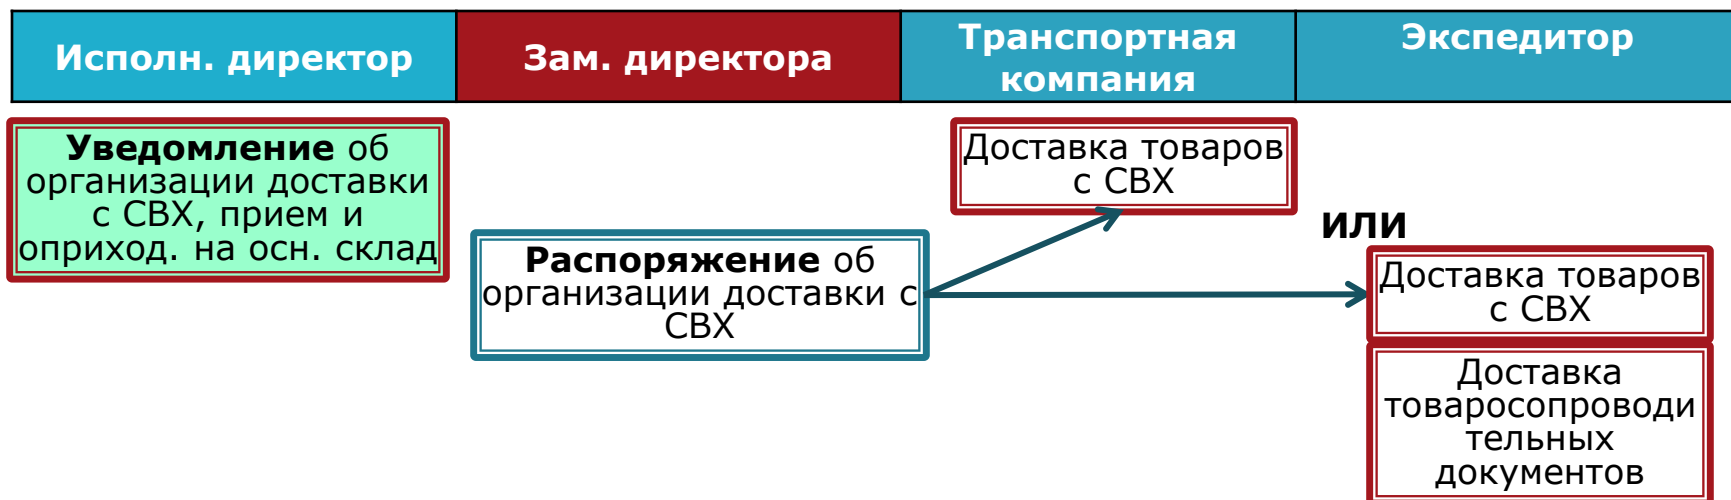 Исполн. директор
Зам. директора
Транспортная
компания
Экспедитор
Уведомление об
организации доставки
с СВХ, прием и
оприход. на осн. склад
Распоряжение об
организации доставки с
СВХ
Доставка товаров
с СВХ
ИЛИ
Доставка товаров
с СВХ
Доставка
товаросопроводи
тельных
документов